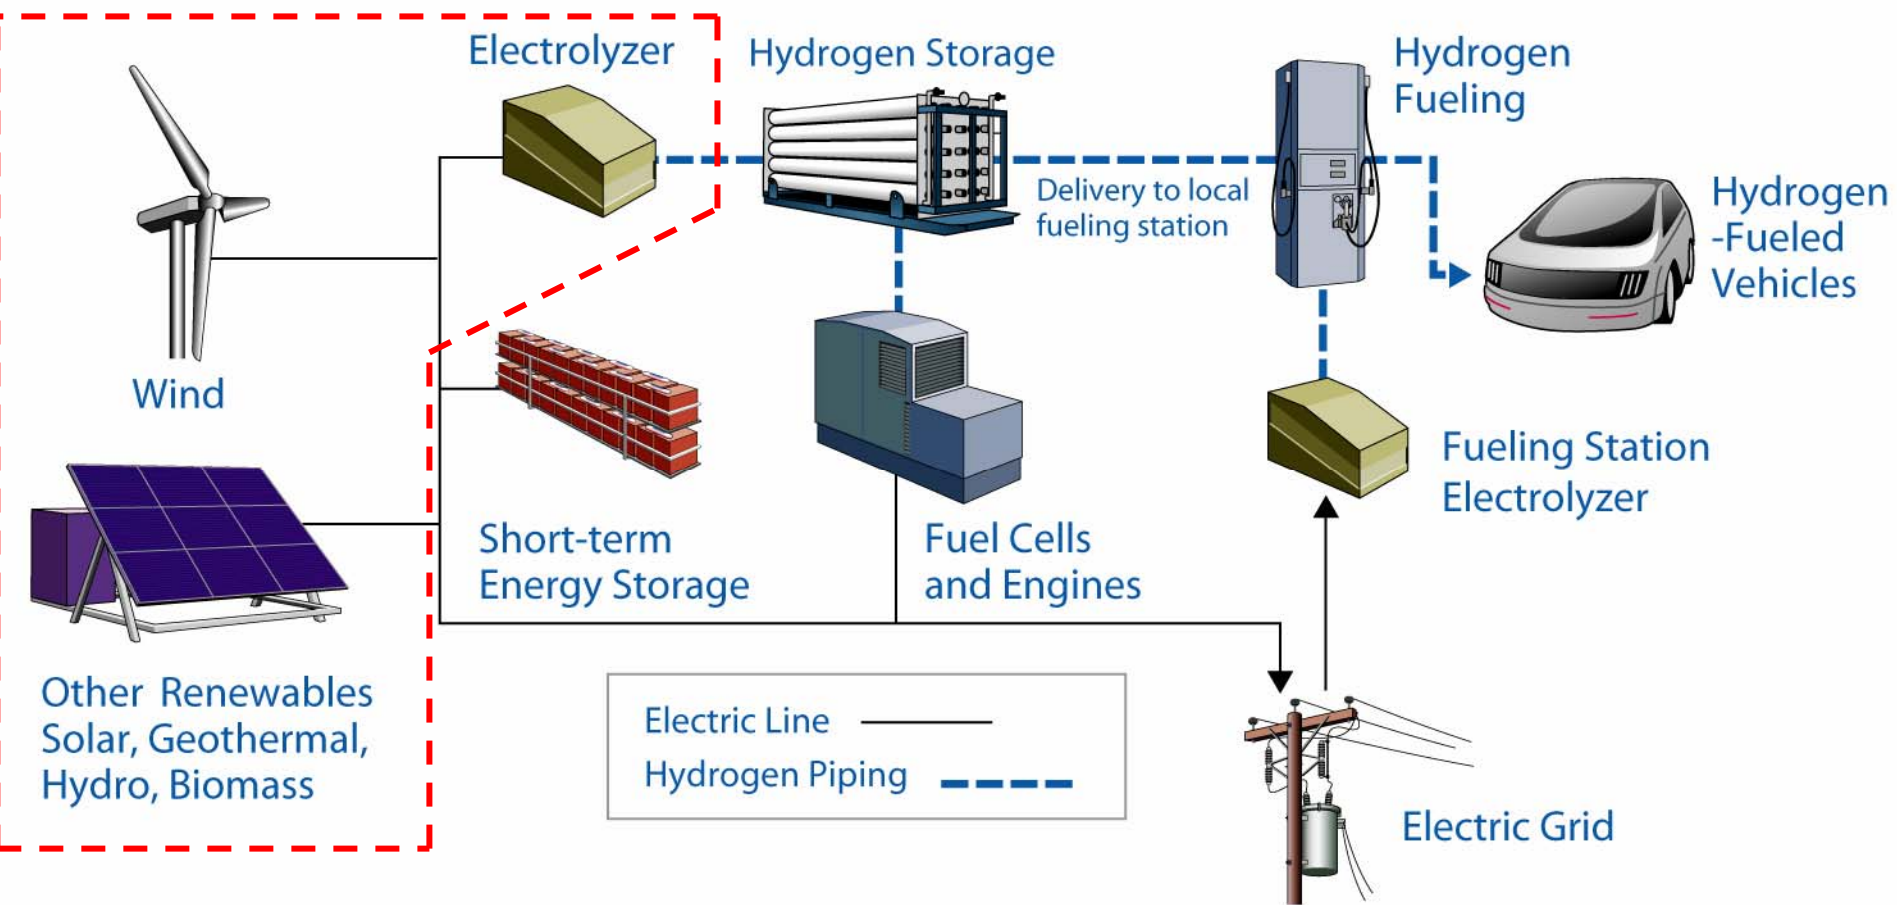 Electrolyzer
Hydrogen Storage
Hydrogen
Fueling
Delivery to local
fueling station
Hydrogen
-Fueled
Vehicles
Wind
Short-term
Energy Storage
Fuel Cells
and Engines
Fueling Station
Electrolyzer
Other Renewables
Solar, Geothermal,
Hydro, Biomass
Electric Line
Hydrogen Piping
Electric Grid